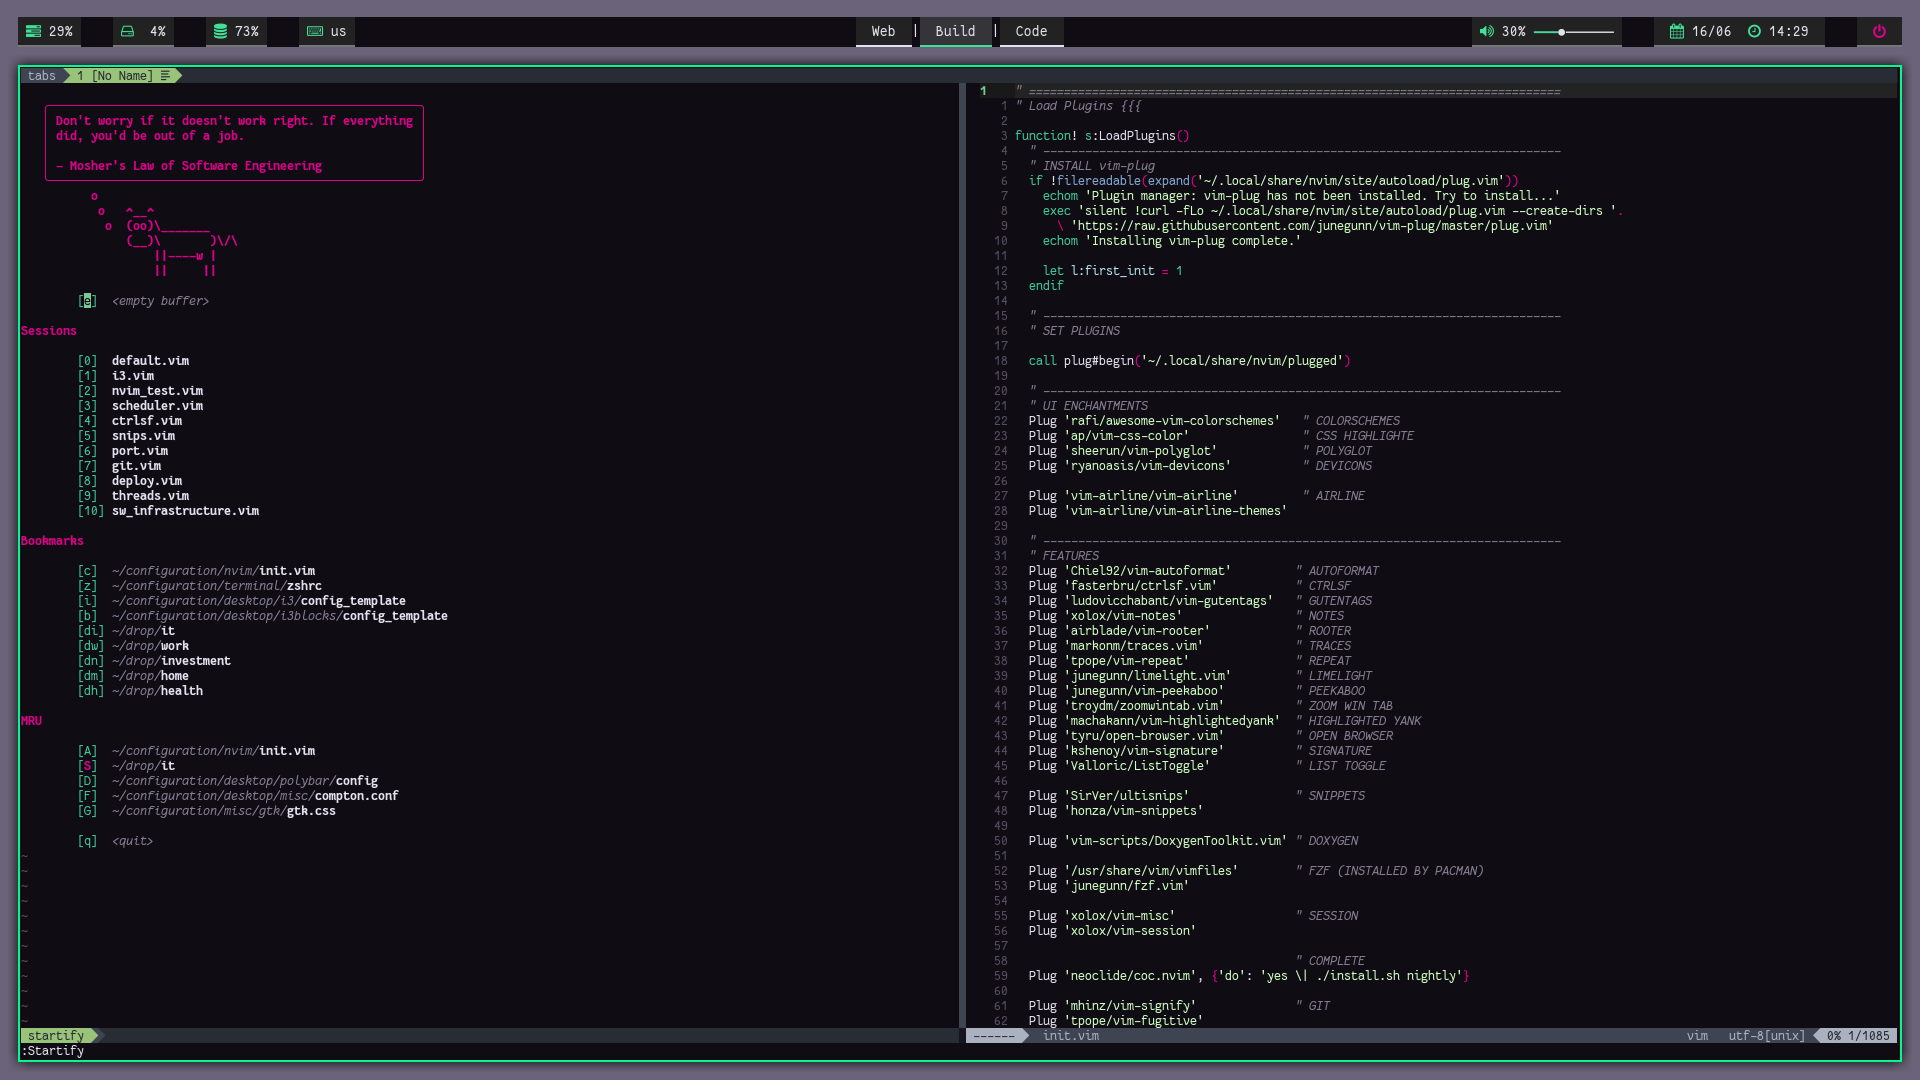 29% 4% 73% us Web | Build | Code 30% 16/06 14:29
tabs 1 [No Name]
Don't worry if it doesn't work right. If everything
did, you'd be out of a job.
- Mosher's Law of Software Engineering
o
o   ^__^
o  (oo)\_______
(__)\       )\/\
||----w |
||     ||
[e]  <empty buffer>
Sessions
[0]  default.vim
[1]  i3.vim
[2]  nvim_test.vim
[3]  scheduler.vim
[4]  ctrlsf.vim
[5]  snips.vim
[6]  port.vim
[7]  git.vim
[8]  deploy.vim
[9]  threads.vim
[10] sw_infrastructure.vim
Bookmarks
[c]  ~/configuration/nvim/init.vim
[z]  ~/configuration/terminal/zshrc
[i]  ~/configuration/desktop/i3/config_template
[b]  ~/configuration/desktop/i3blocks/config_template
[di] ~/drop/it
[dw] ~/drop/work
[dn] ~/drop/investment
[dm] ~/drop/home
[dh] ~/drop/health
MRU
[A]  ~/configuration/nvim/init.vim
[S]  ~/drop/it
[D]  ~/configuration/desktop/polybar/config
[F]  ~/configuration/desktop/misc/compton.conf
[G]  ~/configuration/misc/gtk/gtk.css
[q]  <quit>
~
~
~
~
~
~
~
~
~
~
~
~
startify
:Startify
1 " ============================================================================
1 " Load Plugins {{{
2
3 function! s:LoadPlugins()
4 " --------------------------------------------------------------------------
5 " INSTALL vim-plug
6 if !filereadable(expand('~/.local/share/nvim/site/autoload/plug.vim'))
7 echom 'Plugin manager: vim-plug has not been installed. Try to install...'
8 exec 'silent !curl -fLo ~/.local/share/nvim/site/autoload/plug.vim --create-dirs '.
9 \ 'https://raw.githubusercontent.com/junegunn/vim-plug/master/plug.vim'
10 echom 'Installing vim-plug complete.'
11
12 let l:first_init = 1
13 endif
14
15 " --------------------------------------------------------------------------
16 " SET PLUGINS
17
18 call plug#begin('~/.local/share/nvim/plugged')
19
20 " --------------------------------------------------------------------------
21 " UI ENCHANTMENTS
22 Plug 'rafi/awesome-vim-colorschemes' " COLORSCHEMES
23 Plug 'ap/vim-css-color' " CSS HIGHLIGHTE
24 Plug 'sheerun/vim-polyglot' " POLYGLOT
25 Plug 'ryanoasis/vim-devicons' " DEVICONS
26
27 Plug 'vim-airline/vim-airline' " AIRLINE
28 Plug 'vim-airline/vim-airline-themes'
29
30 " --------------------------------------------------------------------------
31 " FEATURES
32 Plug 'Chiel92/vim-autoformat' " AUTOFORMAT
33 Plug 'fasterbru/ctrlsf.vim' " CTRLSF
34 Plug 'ludovicchabant/vim-gutentags' " GUTENTAGS
35 Plug 'xolox/vim-notes' " NOTES
36 Plug 'airblade/vim-rooter' " ROOTER
37 Plug 'markonm/traces.vim' " TRACES
38 Plug 'tpope/vim-repeat' " REPEAT
39 Plug 'junegunn/limelight.vim' " LIMELIGHT
40 Plug 'junegunn/vim-peekaboo' " PEEKABOO
41 Plug 'troydm/zoomwintab.vim' " ZOOM WIN TAB
42 Plug 'machakann/vim-highlightedyank' " HIGHLIGHTED YANK
43 Plug 'tyru/open-browser.vim' " OPEN BROWSER
44 Plug 'kshenoy/vim-signature' " SIGNATURE
45 Plug 'Valloric/ListToggle' " LIST TOGGLE
46
47 Plug 'SirVer/ultisnips' " SNIPPETS
48 Plug 'honza/vim-snippets'
49
50 Plug 'vim-scripts/DoxygenToolkit.vim' " DOXYGEN
51
52 Plug '/usr/share/vim/vimfiles' " FZF (INSTALLED BY PACMAN)
53 Plug 'junegunn/fzf.vim'
54
55 Plug 'xolox/vim-misc' " SESSION
56 Plug 'xolox/vim-session'
57
58 " COMPLETE
59 Plug 'neoclide/coc.nvim', {'do': 'yes \| ./install.sh nightly'}
60
61 Plug 'mhinz/vim-signify' " GIT
62 Plug 'tpope/vim-fugitive'
------ init.vim vim utf-8[unix] 0% 1/1085